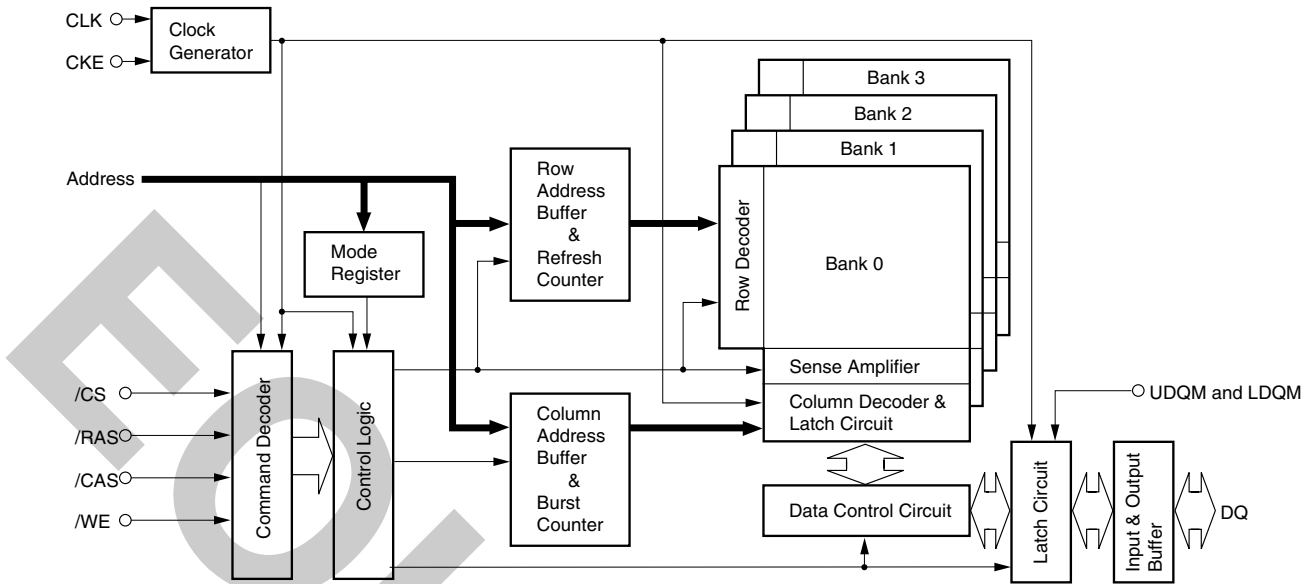 CLK
CKE
Clock
Generator
Bank 3
Bank 2
Bank 1
Bank 0
Address
Row
Address
Buffer
&
Refresh
Counter
Row Decoder
Mode
Register
Sense Amplifier
Column Decoder &
Latch Circuit
/CS
/RAS
/CAS
/WE
Command Decoder
Control Logic
Column
Address
Buffer
&
Burst
Counter
Data Control Circuit
UDQM and LDQM
Latch Circuit
Input & Output
Buffer
DQ